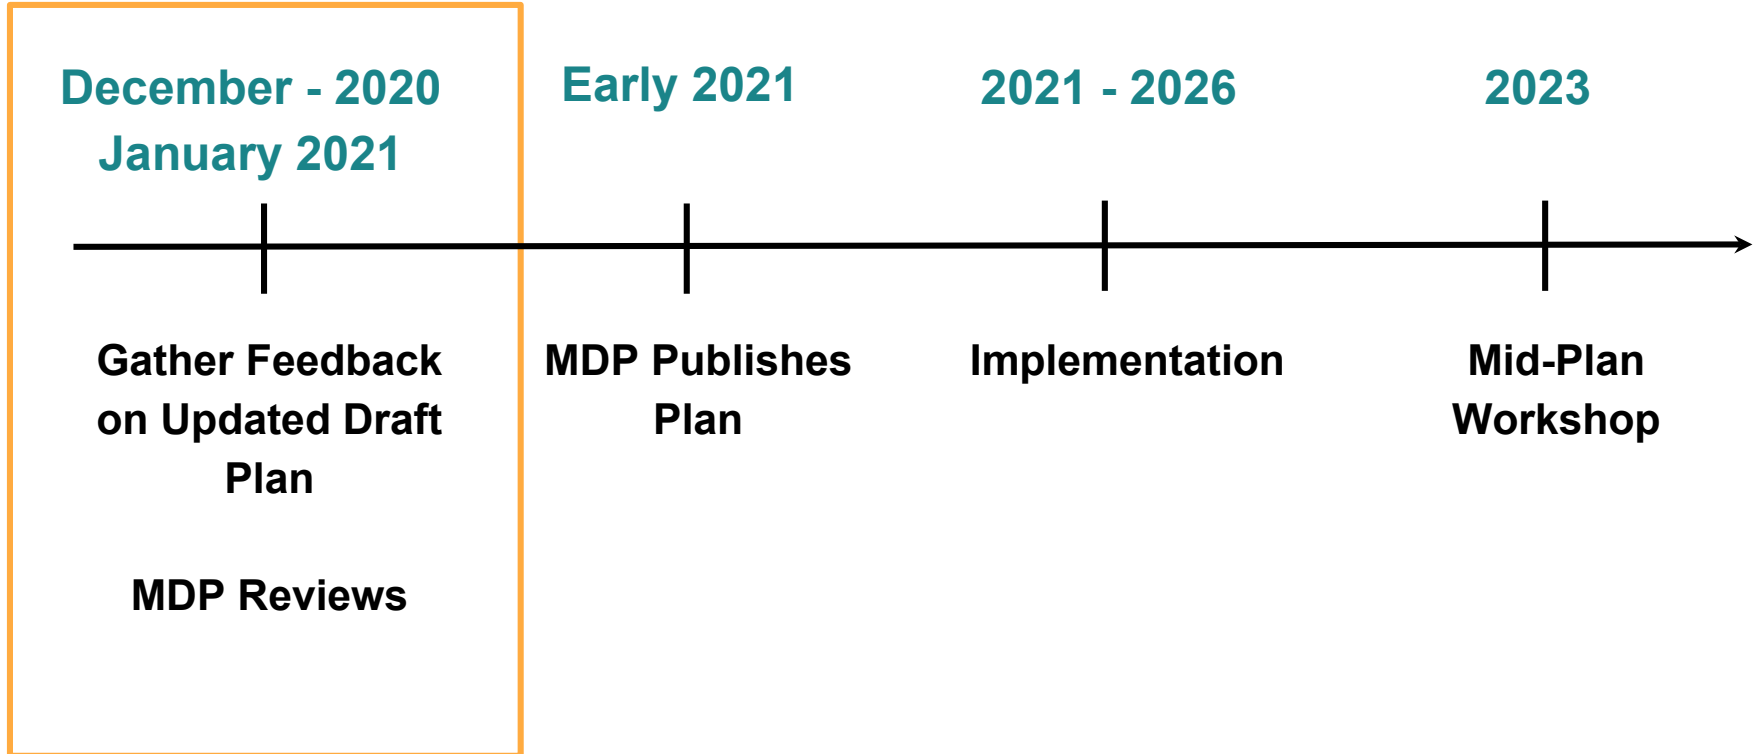 December - 2020
January 2021
Early 2021
2021 - 2026
2023
Gather Feedback
on Updated Draft
Plan
MDP Reviews
MDP Publishes
Plan
Implementation
Mid-Plan
Workshop